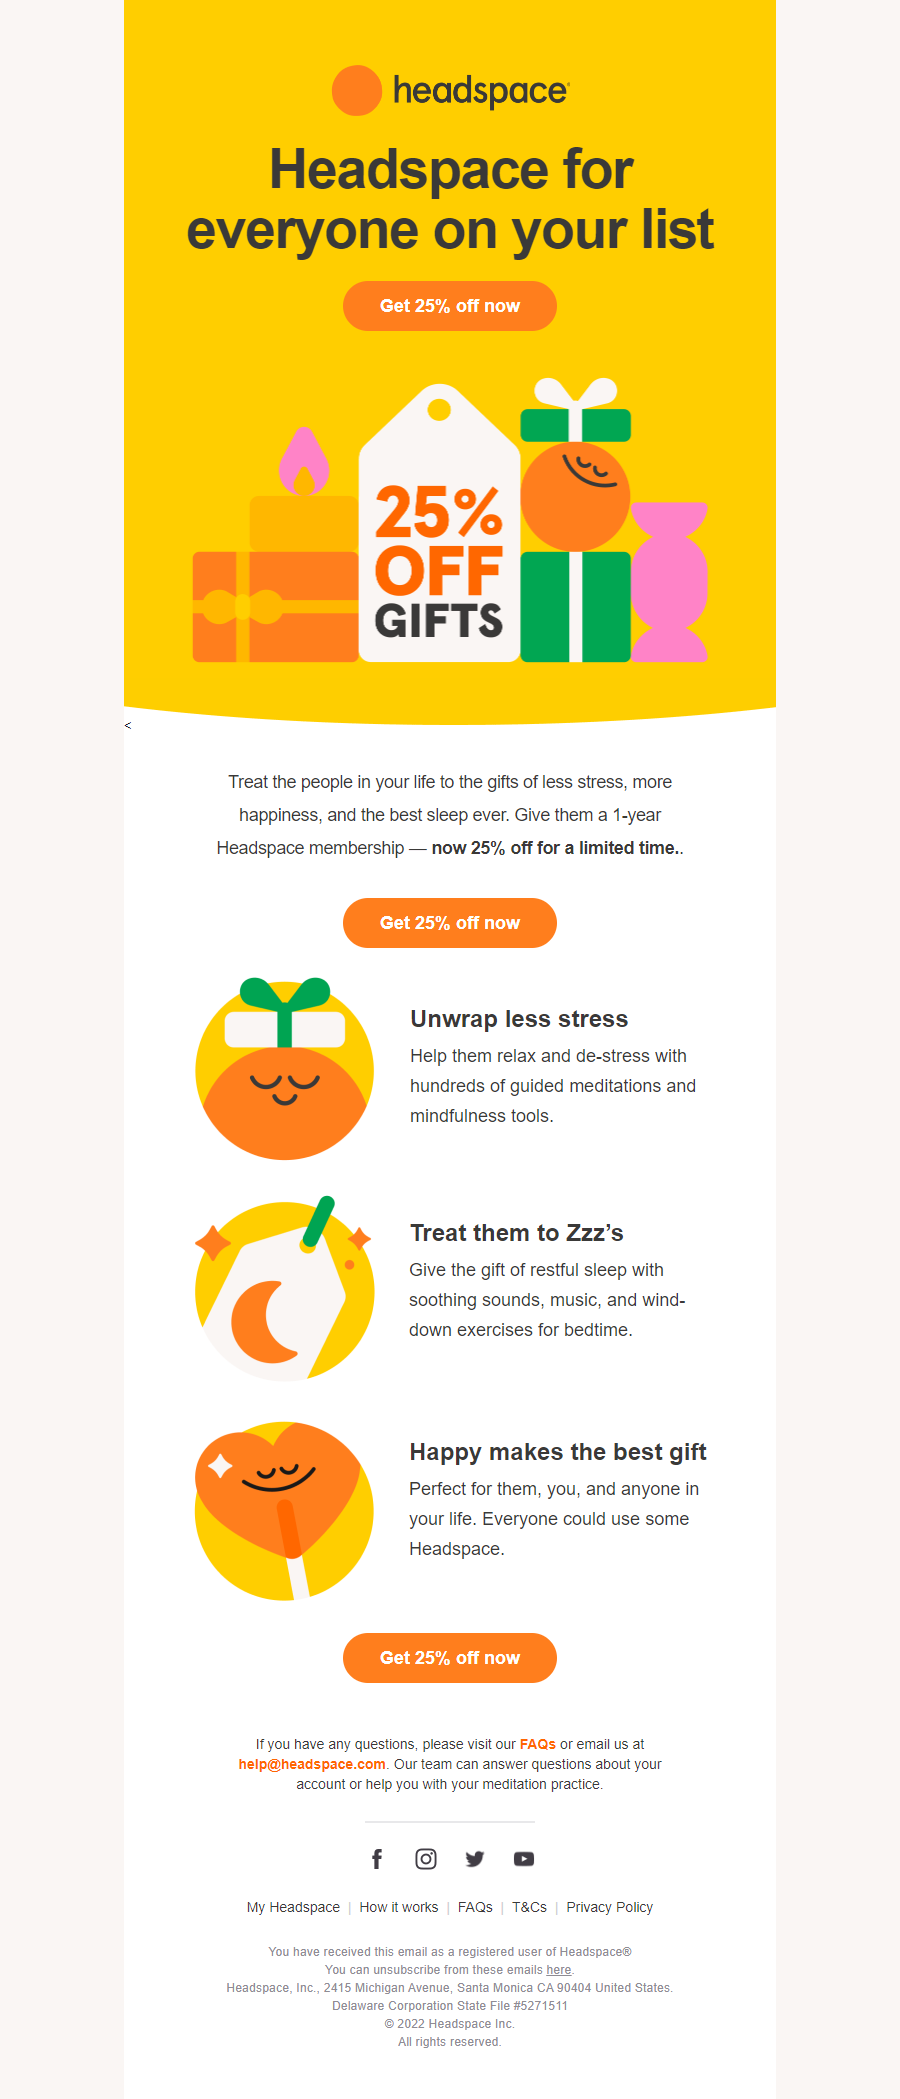 headspace
Headspace for
everyone on your list
Get 25% off now
25%
OFF
GIFTS
<
Treat the people in your life to the gifts of less stress, more
happiness, and the best sleep ever. Give them a 1-year
Headspace membership — now 25% off for a limited time..
Get 25% off now
Unwrap less stress
Help them relax and de-stress with
hundreds of guided meditations and
mindfulness tools.
Treat them to Zzz’s
Give the gift of restful sleep with
soothing sounds, music, and wind-
down exercises for bedtime.
Happy makes the best gift
Perfect for them, you, and anyone in
your life. Everyone could use some
Headspace.
Get 25% off now
If you have any questions, please visit our FAQs or email us at
help@headspace.com. Our team can answer questions about your
account or help you with your meditation practice.
My Headspace | How it works | FAQs | T&Cs | Privacy Policy
You have received this email as a registered user of Headspace®
You can unsubscribe from these emails here.
Headspace, Inc., 2415 Michigan Avenue, Santa Monica CA 90404 United States.
Delaware Corporation State File #5271511
© 2022 Headspace Inc.
All rights reserved.